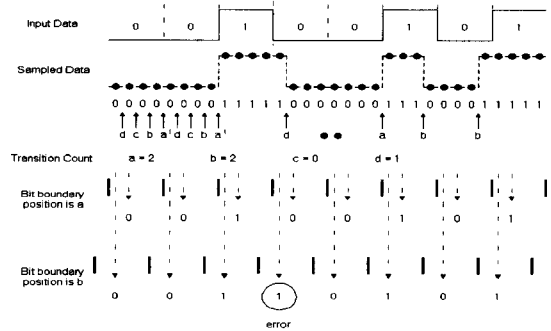 Input Data 0 0 1 0 0 1 0 1
Sampled Data
0 0 0 0 0 0 0 0 1 1 1 1 1 0 0 0 0 0 0 0 1 1 1 0 0 0 0 1 1 1 1 1
d c b a' d c b a' d a b b
Transition Count a = 2 b = 2 c = 0 d = 1
Bit boundary
position is a
0 0 1 0 0 1 0 1
Bit boundary
position is b
0 0 1 1 0 1 0 1
error